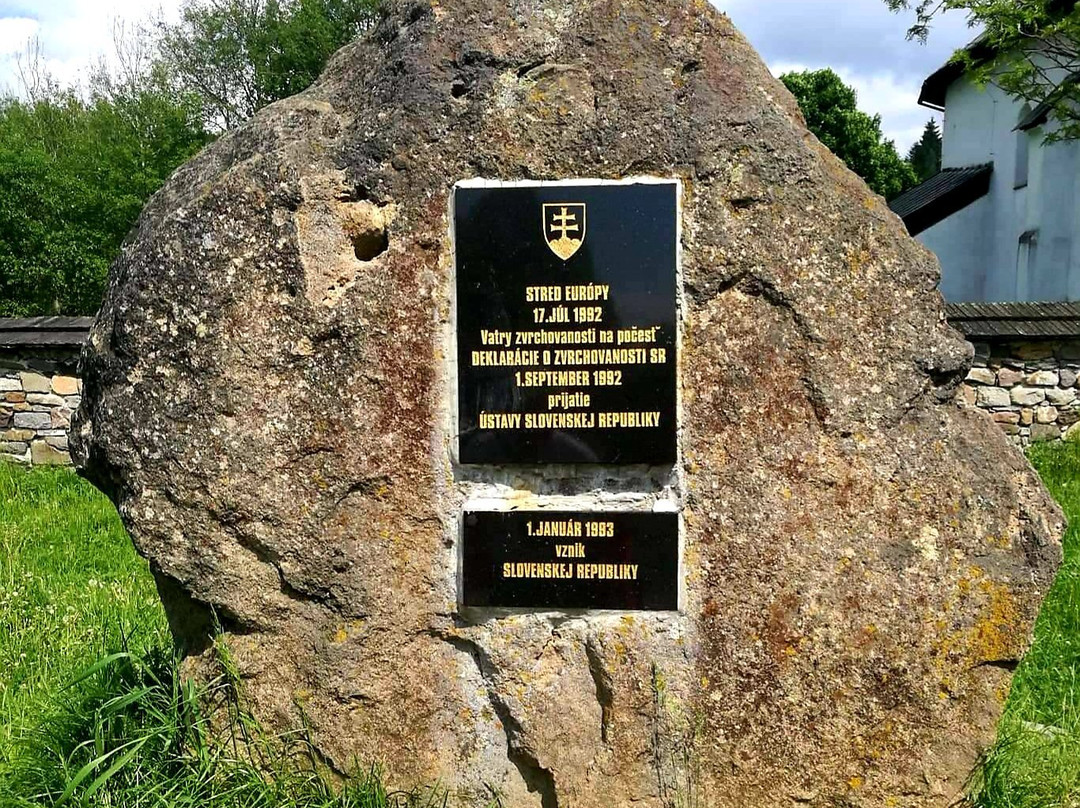 STRED EURÓPY
17.JÚL 1992
Vatry zvrchovanosti na počesť
DEKLARÁCIE O ZVRCHOVANOSTI SR
1.SEPTEMBER 1992
prijatie
ÚSTAVY SLOVENSKEJ REPUBLIKY
1.JANUÁR 1993
vznik
SLOVENSKEJ REPUBLIKY